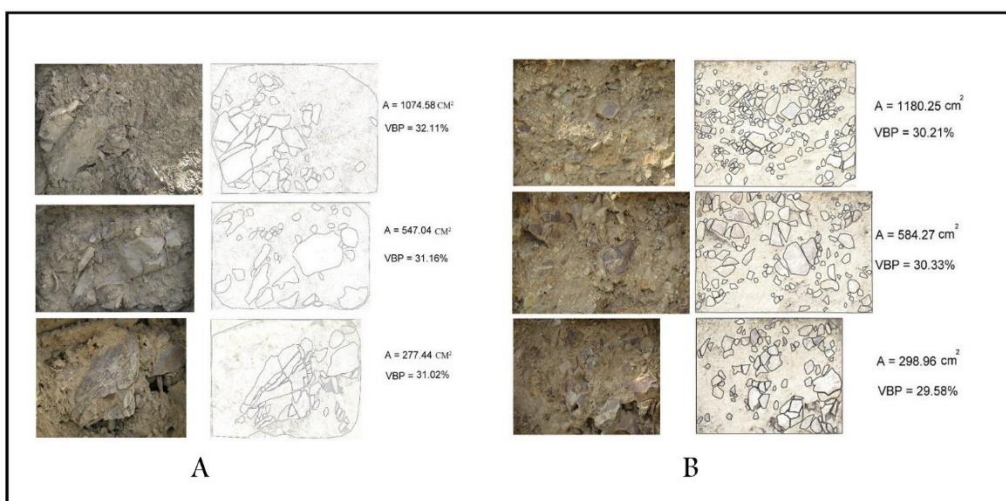 A = 1074.58 CM²
VBP = 32.11%
A = 547.04 CM²
VBP = 31.16%
A = 277.44 CM²
VBP = 31.02%
A
A = 1180.25 cm²
VBP = 30.21%
A = 584.27 cm²
VBP = 30.33%
A = 298.96 cm²
VBP = 29.58%
B